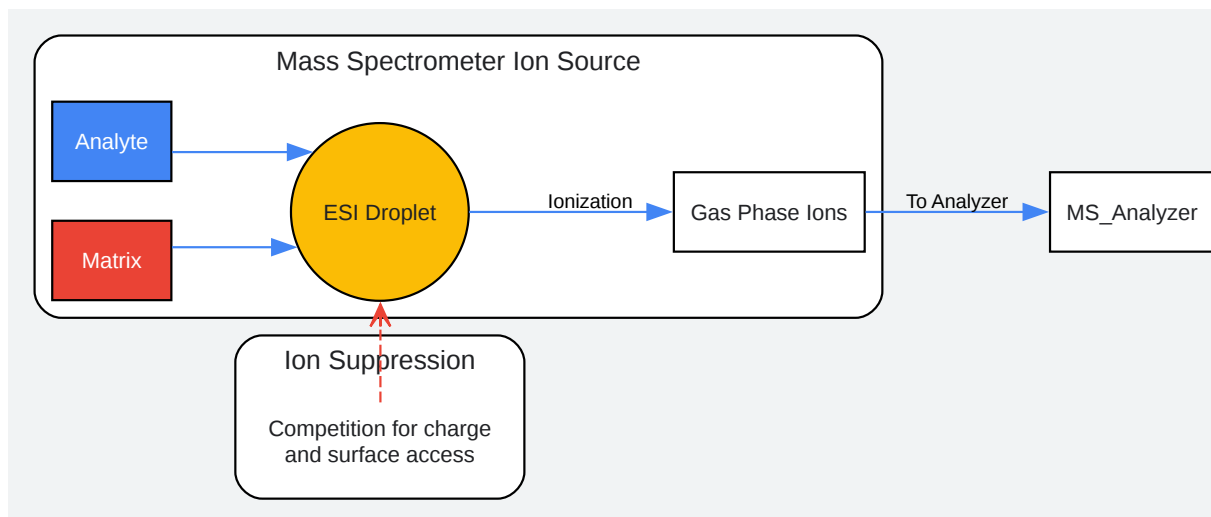 Mass Spectrometer Ion Source
Analyte
Matrix
ESI Droplet
Ionization
Gas Phase Ions
To Analyzer
MS_Analyzer
Ion Suppression
Competition for charge
and surface access